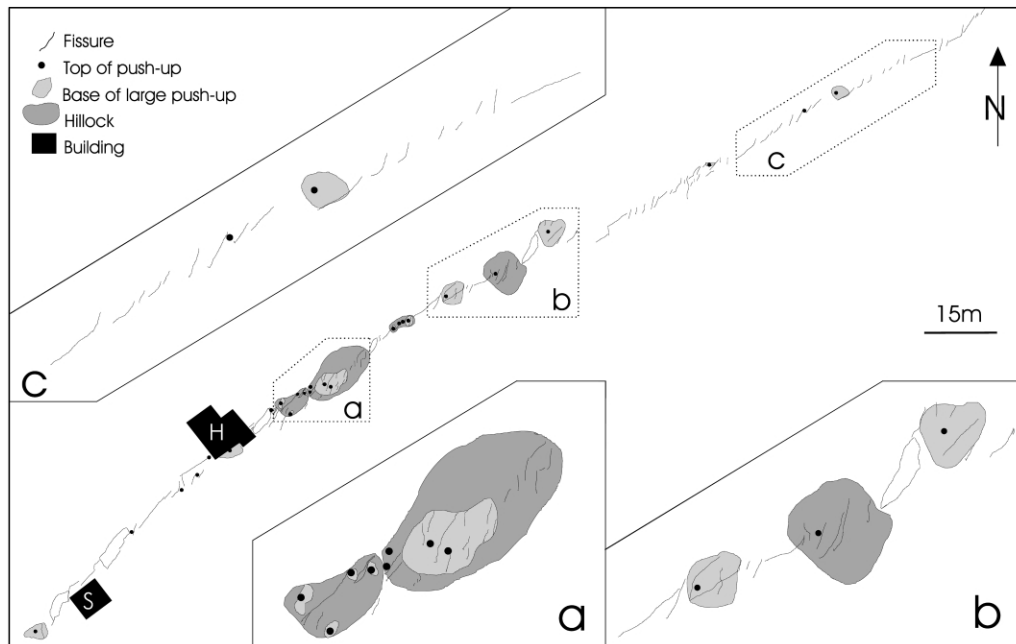 Fissure
Top of push-up
Base of large push-up
Hillock
Building
N
c
15m
b
a
C
H
S
a
b